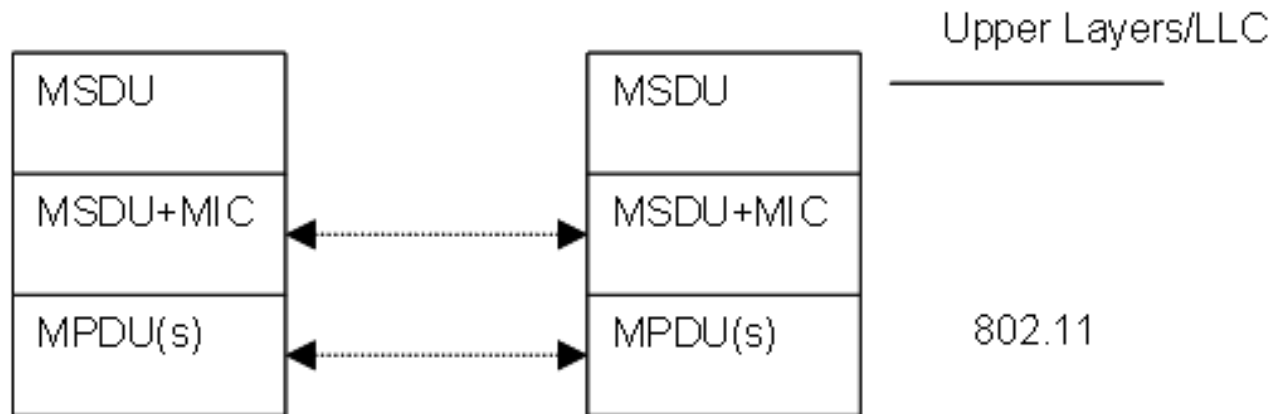 Upper Layers/LLC
MSDU
MSDU
MSDU+MIC
MSDU+MIC
MPDU(s)
MPDU(s)
802.11